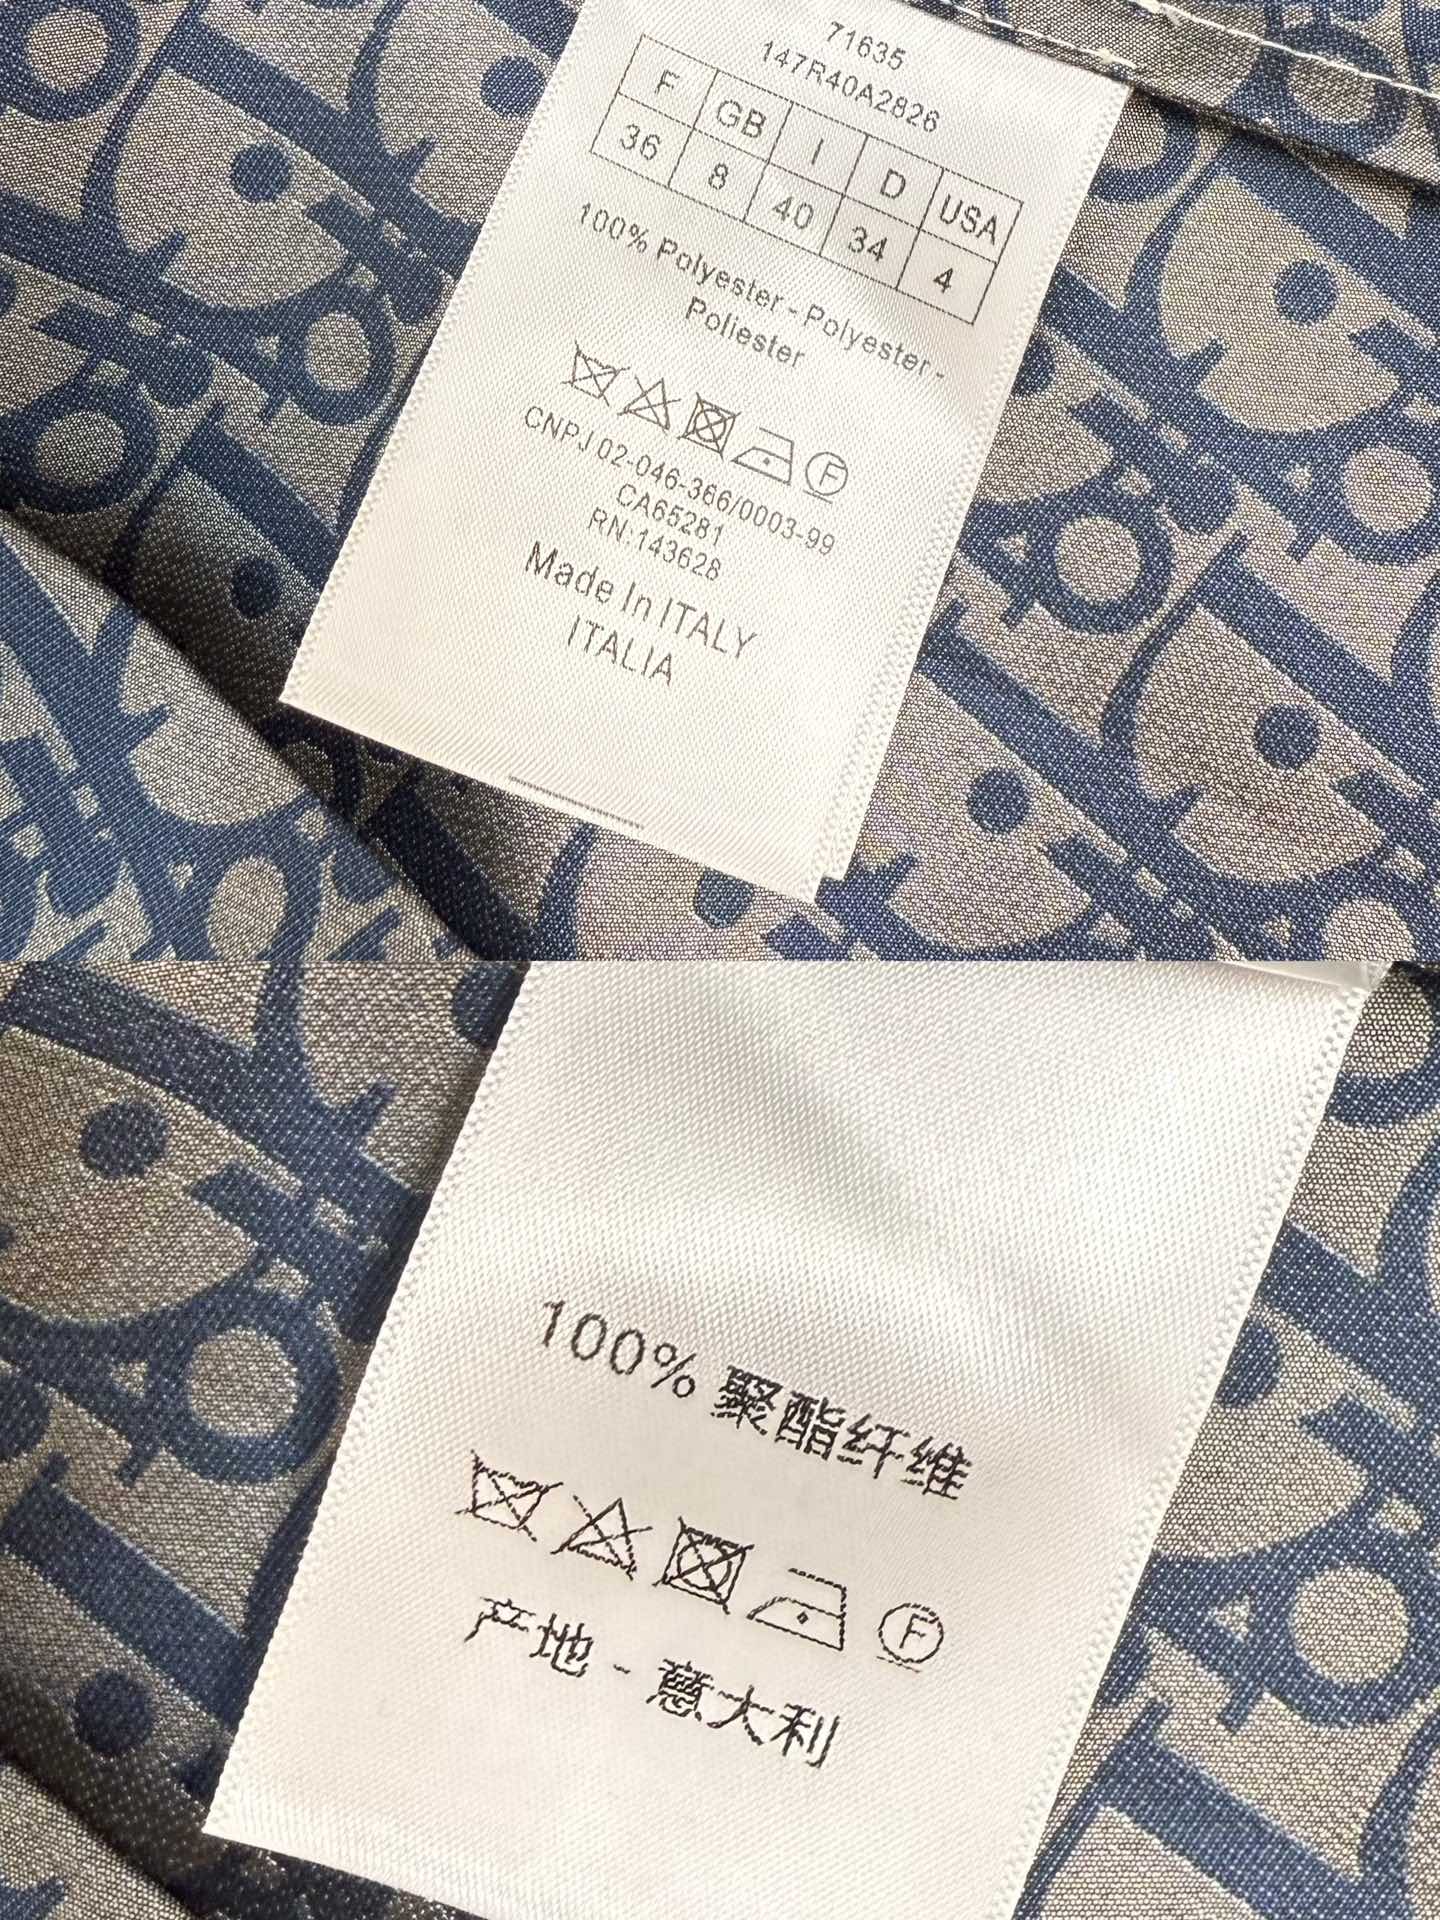 71635
147R40A2826
F GB I D USA
36 8 40 34 4
100% Polyester - Polyester -
Poliester
F
CNPJ 02-046-366/0003-99
CA65281
RN:143628
Made In ITALY
ITALIA
100% 聚酯纤维
F
产地 - 意大利